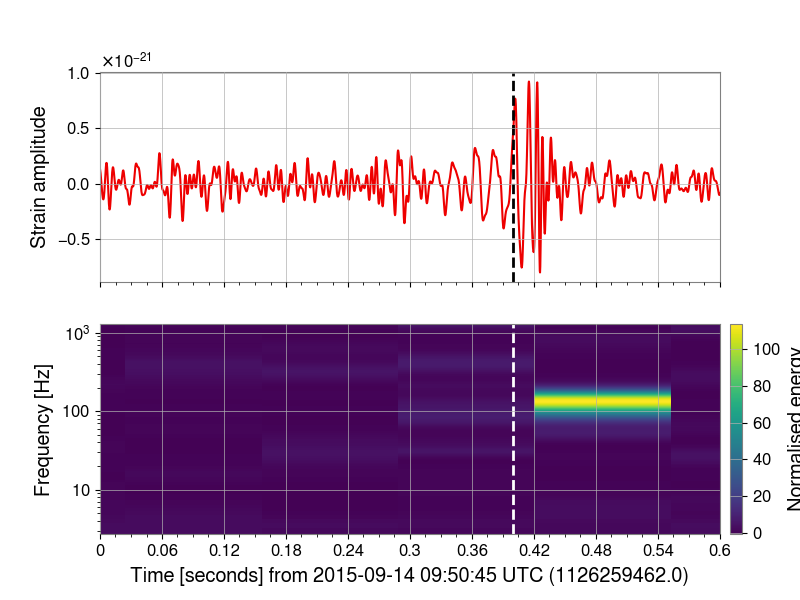 ×10⁻²¹
1.0
0.5
0.0
−0.5
Strain amplitude
10³
100
10
Frequency [Hz]
0 0.06 0.12 0.18 0.24 0.3 0.36 0.42 0.48 0.54 0.6
Time [seconds] from 2015-09-14 09:50:45 UTC (1126259462.0)
100
80
60
40
20
0
Normalised energy